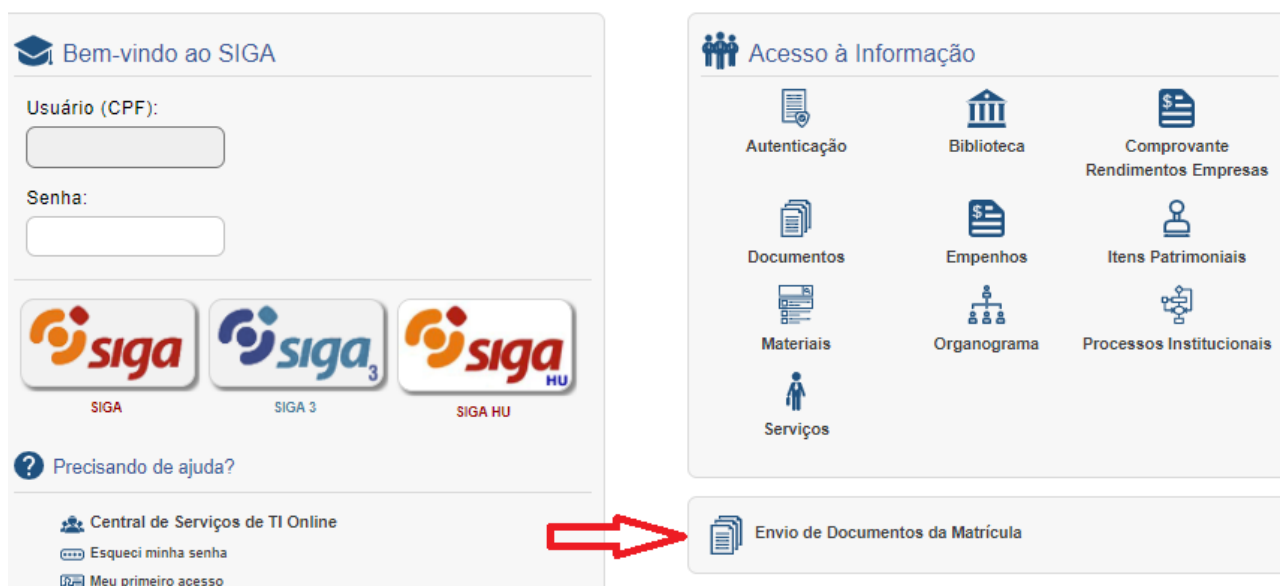 Bem-vindo ao SIGA
Usuário (CPF):
Senha:
siga
siga3
siga HU
SIGA
SIGA 3
SIGA HU
Precisando de ajuda?
Central de Serviços de TI Online
Esqueci minha senha
Meu primeiro acesso
Acesso à Informação
Autenticação
Biblioteca
Comprovante
Rendimentos Empresas
Documentos
Empenhos
Itens Patrimoniais
Materiais
Organograma
Processos Institucionais
Serviços
Envio de Documentos da Matrícula